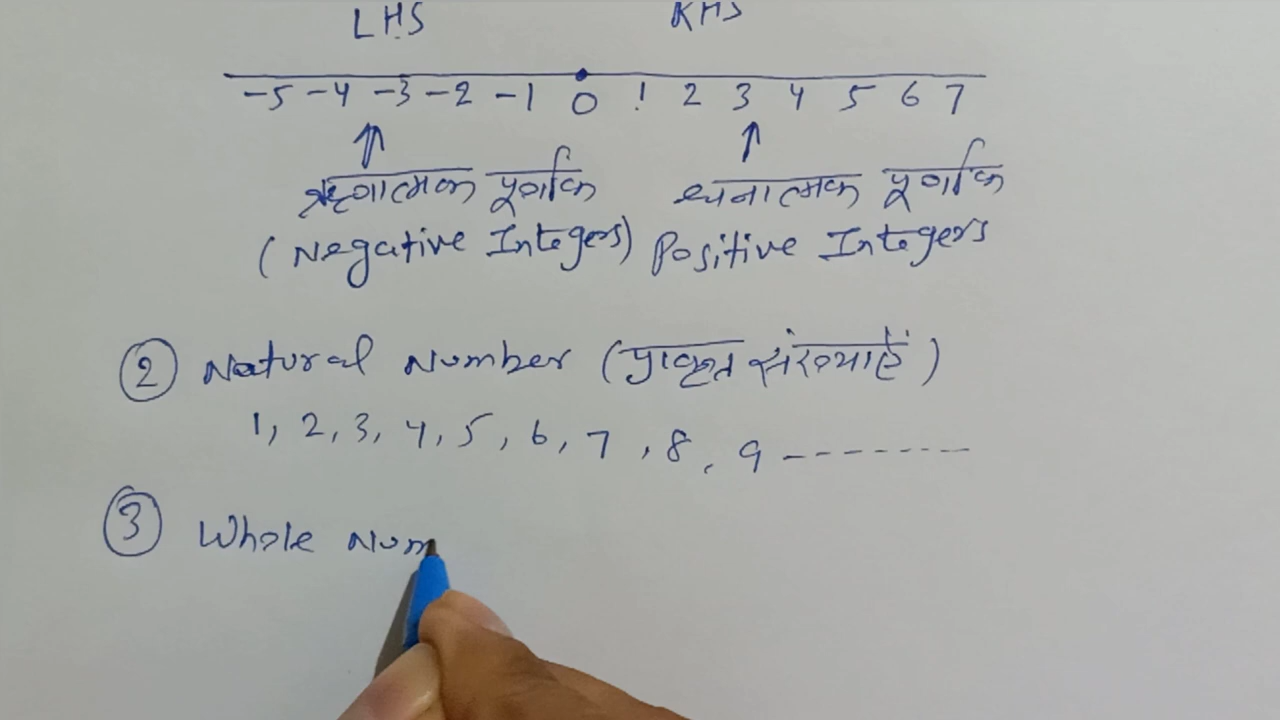 LHS RHS
-5 -4 -3 -2 -1 0 1 2 3 4 5 6 7
ऋणात्मक पूर्णांक धनात्मक पूर्णांक
(Negative Integers) Positive Integers
② Natural Number (प्राकृत संख्याएं)
1, 2, 3, 4, 5, 6, 7, 8, 9 --------
③ Whole Num